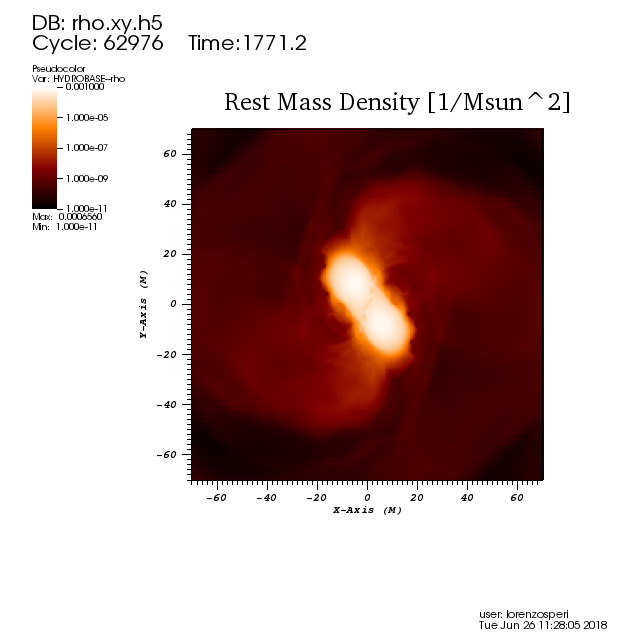 DB: rho.xy.h5
Cycle: 62976 Time:1771.2
Pseudocolor
Var: HYDROBASE--rho
0.001000
1.000e-05
1.000e-07
1.000e-09
1.000e-11
Max: 0.0006560
Min: 1.000e-11
Rest Mass Density [1/Msun^2]
60
40
20
0
-20
-40
-60
Y-Axis (M)
-60 -40 -20 0 20 40 60
X-Axis (M)
user: lorenzosperi
Tue Jun 26 11:28:05 2018